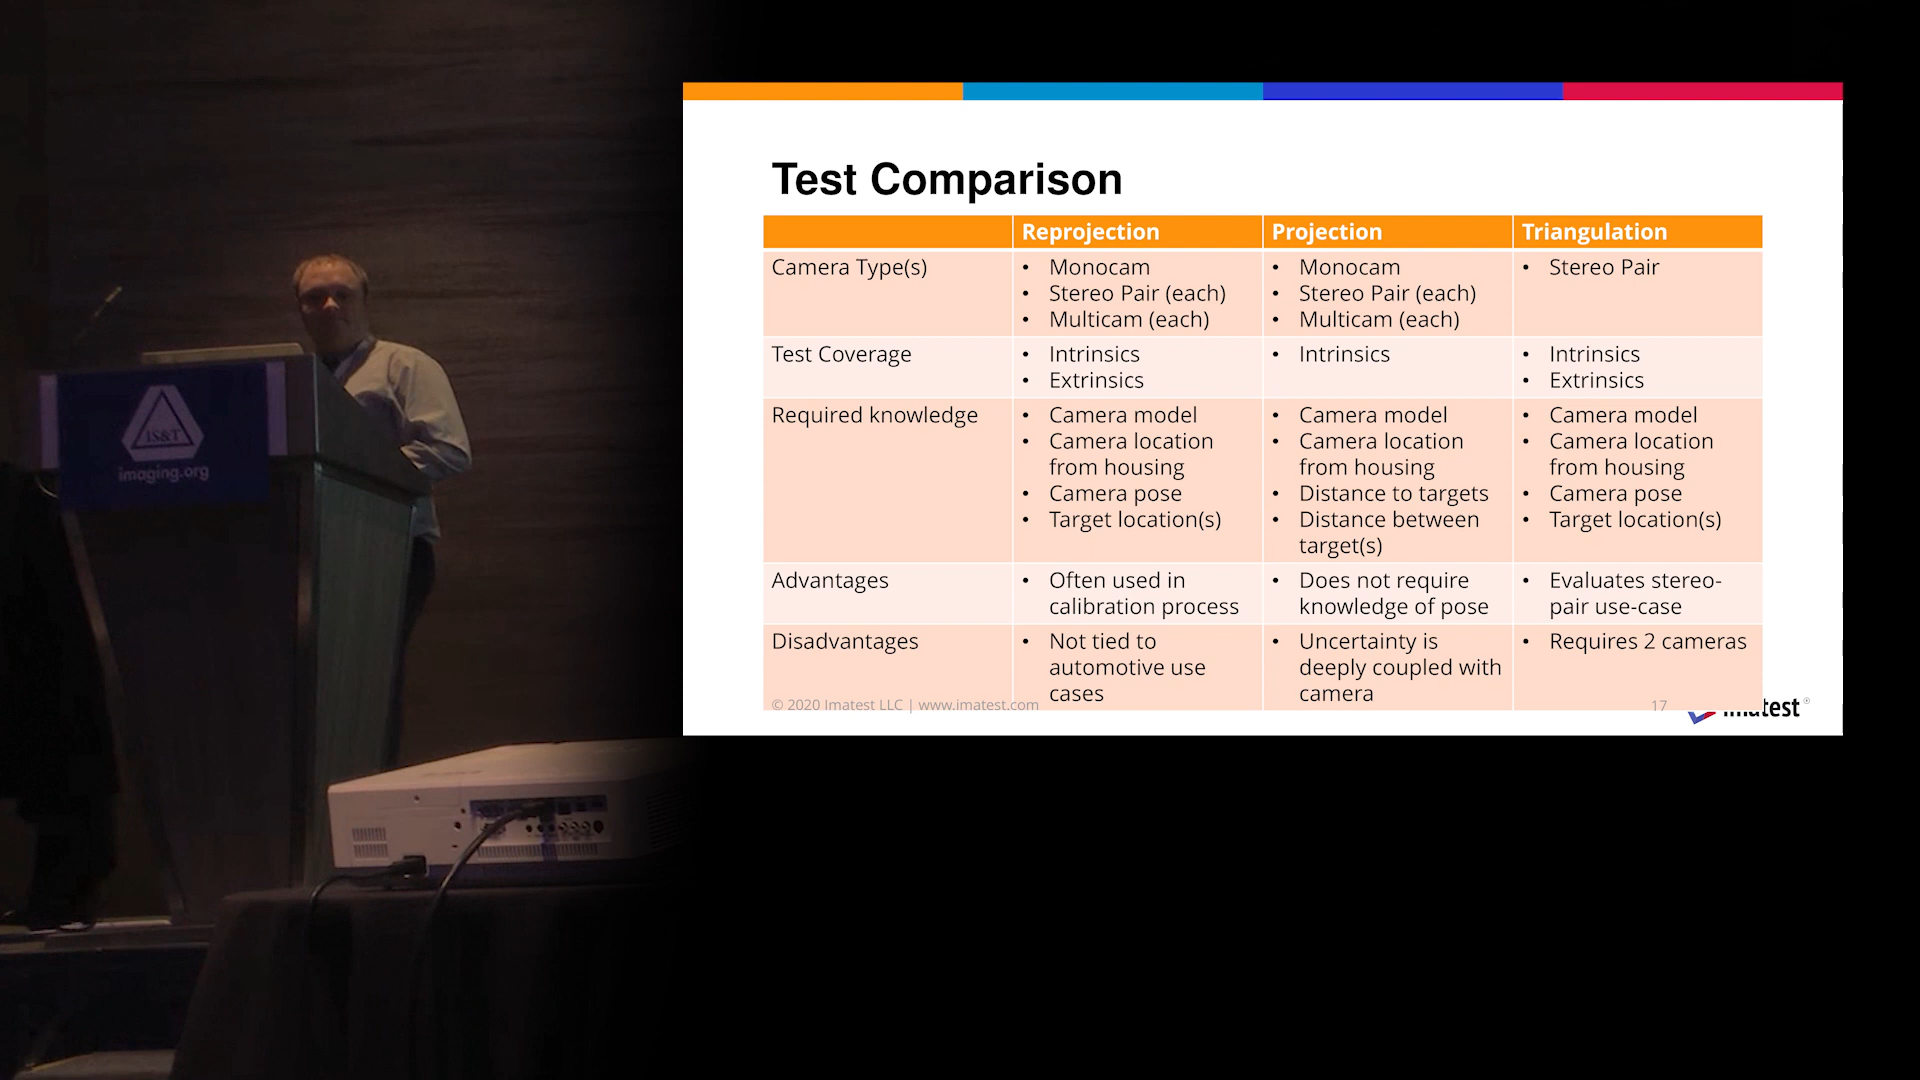 IS&T
imaging.org
Test Comparison
Reprojection Projection Triangulation
Camera Type(s)
• Monocam
• Stereo Pair (each)
• Multicam (each)
• Monocam
• Stereo Pair (each)
• Multicam (each)
• Stereo Pair
Test Coverage
• Intrinsics
• Extrinsics
• Intrinsics
• Intrinsics
• Extrinsics
Required knowledge
• Camera model
• Camera location
from housing
• Camera pose
• Target location(s)
• Camera model
• Camera location
from housing
• Distance to targets
• Distance between
target(s)
• Camera model
• Camera location
from housing
• Camera pose
• Target location(s)
Advantages
• Often used in
calibration process
• Does not require
knowledge of pose
• Evaluates stereo-
pair use-case
Disadvantages
• Not tied to
automotive use
cases
• Uncertainty is
deeply coupled with
camera
• Requires 2 cameras
© 2020 Imatest LLC | www.imatest.com
17
imatest®